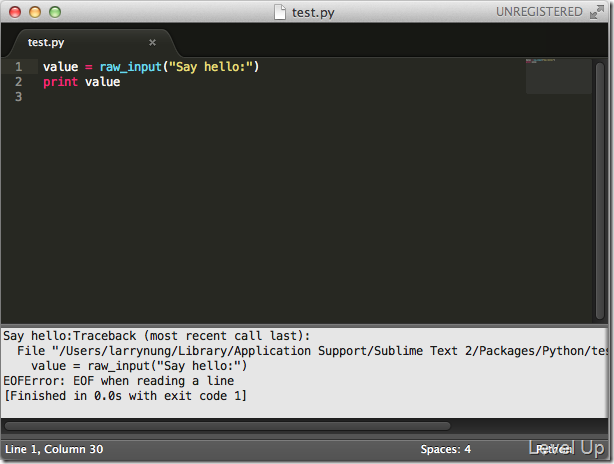 test.py
UNREGISTERED
test.py ×
1 value = raw_input("Say hello:")
2 print value
3
Say hello:Traceback (most recent call last):
  File "/Users/larrynung/Library/Application Support/Sublime Text 2/Packages/Python/tes
    value = raw_input("Say hello:")
EOFError: EOF when reading a line
[Finished in 0.0s with exit code 1]
Line 1, Column 30
Spaces: 4
Python
Level Up